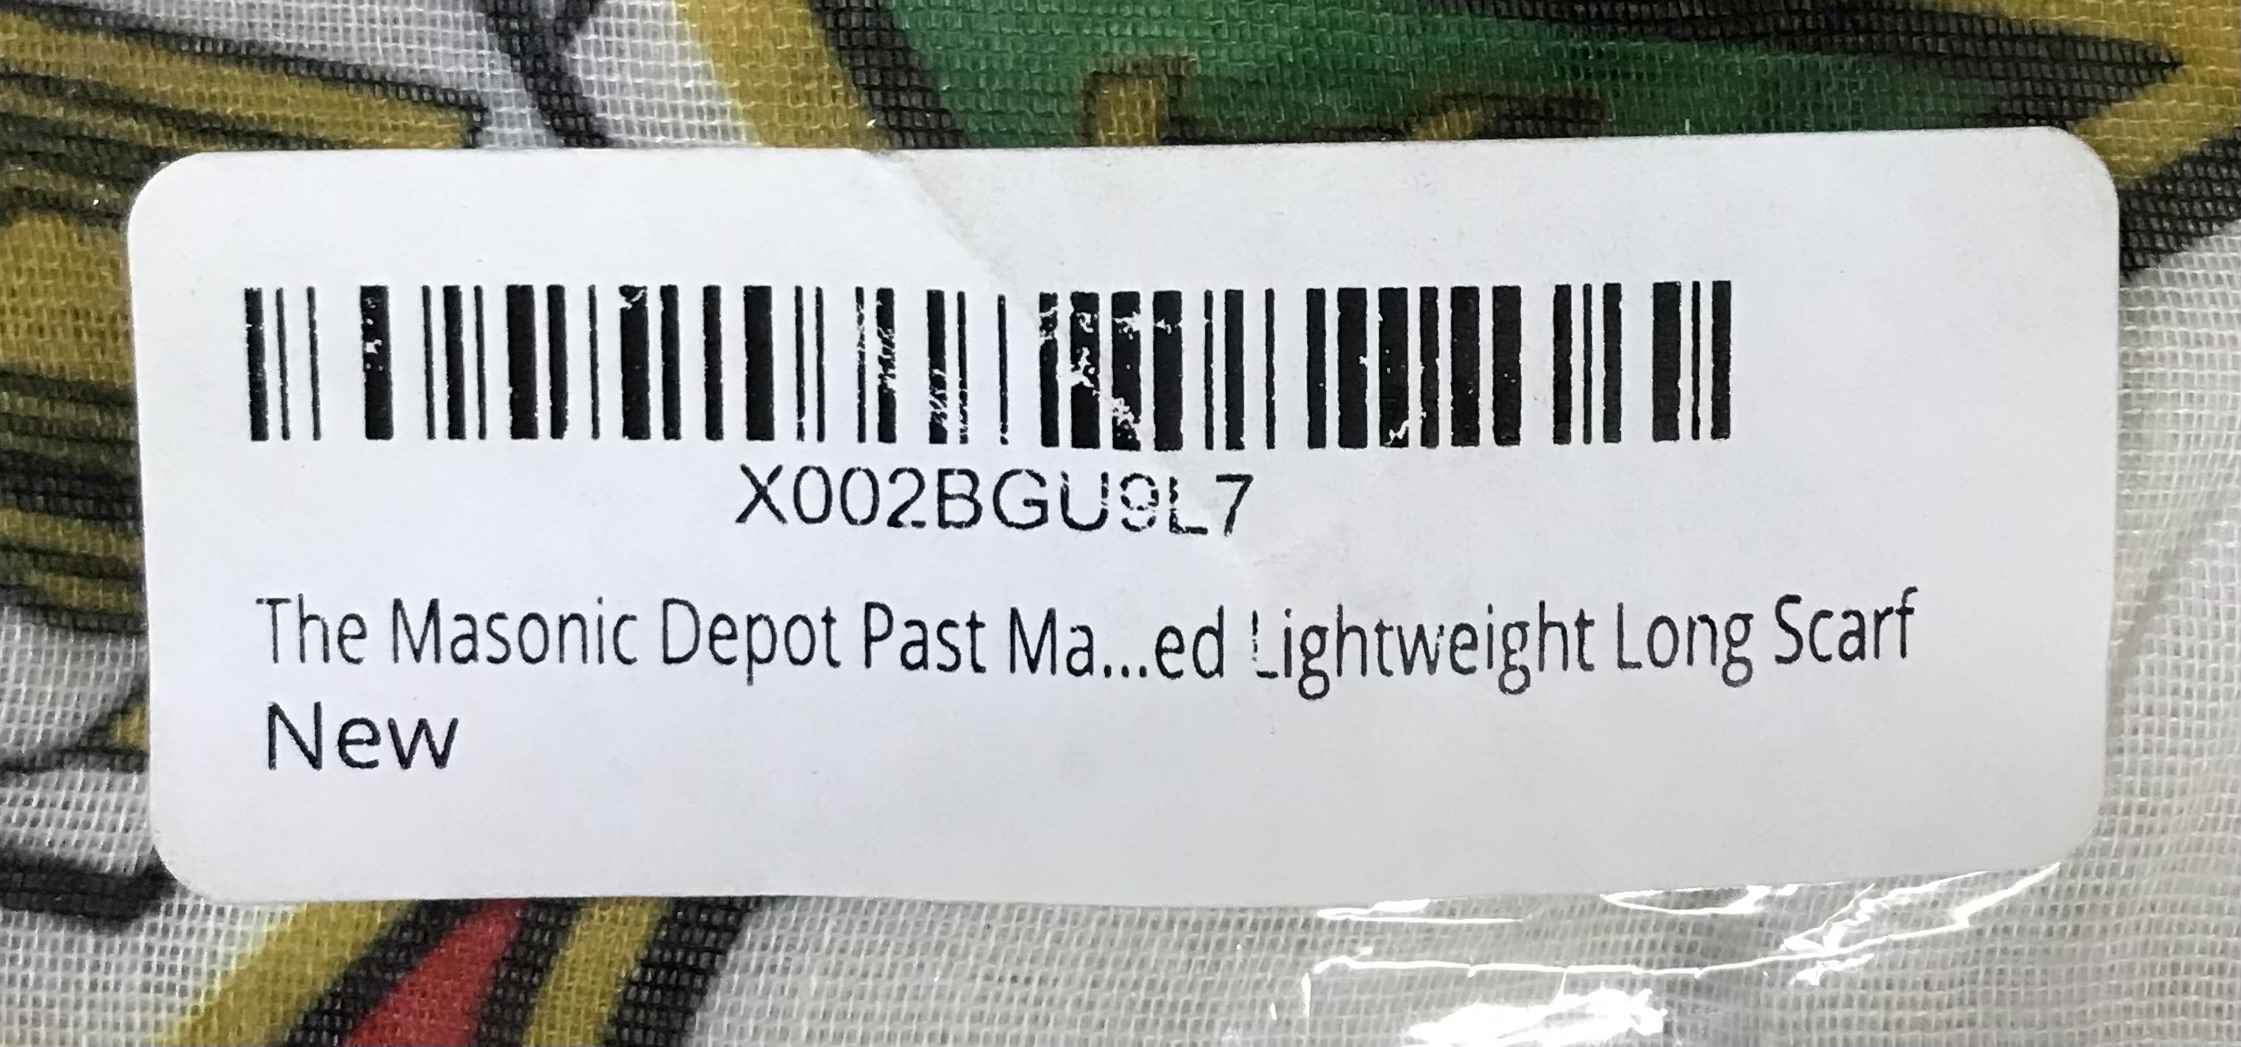 X002BGU9L7
The Masonic Depot Past Ma...ed Lightweight Long Scarf
New